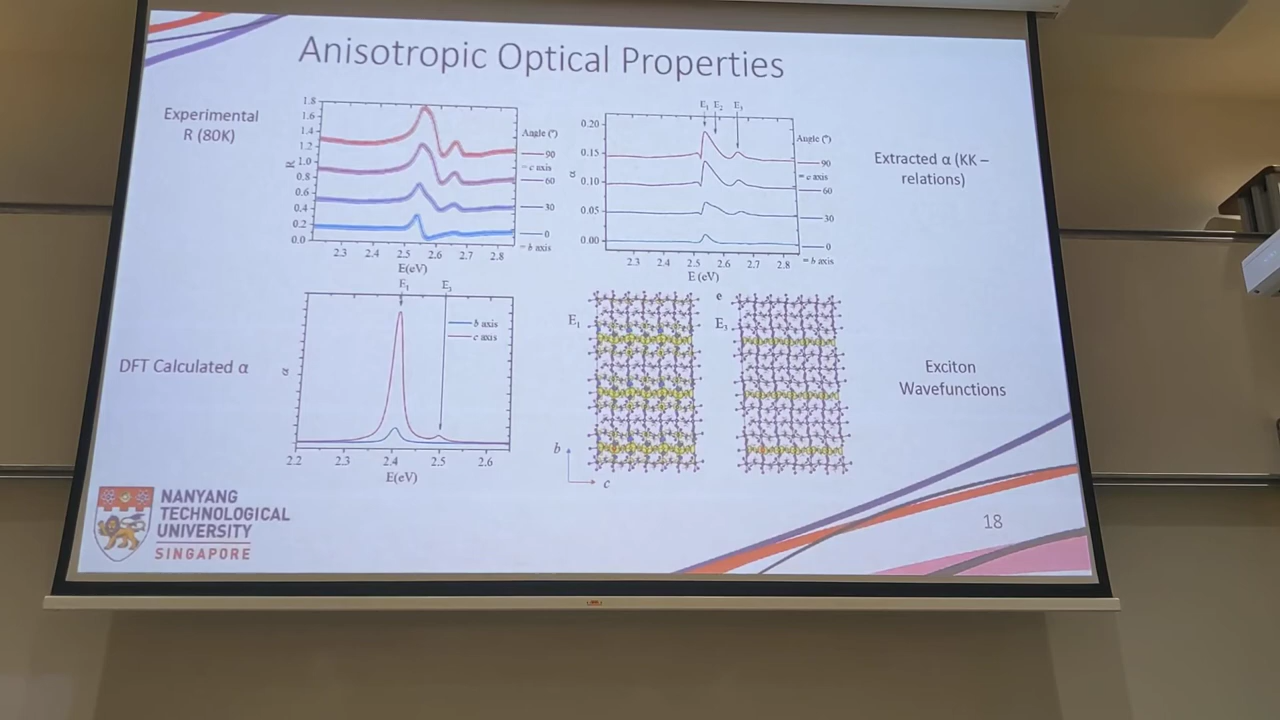 Anisotropic Optical Properties
Experimental
R (80K)
1.8
1.6
1.4
1.2
1.0
0.8
0.6
0.4
0.2
0.0
R
2.3 2.4 2.5 2.6 2.7 2.8
E(eV)
Angle (°)
90
= c axis
60
30
0
= b axis
E₁ E₂ E₃
0.20
0.15
0.10
0.05
0.00
α
2.3 2.4 2.5 2.6 2.7 2.8
E (eV)
Angle (°)
90
= c axis
60
30
0
= b axis
Extracted α (KK –
relations)
DFT Calculated α
E₁ E₃
α
b axis
c axis
2.2 2.3 2.4 2.5 2.6
E(eV)
E₁
e
E₃
b
c
Exciton
Wavefunctions
NANYANG
TECHNOLOGICAL
UNIVERSITY
SINGAPORE
18